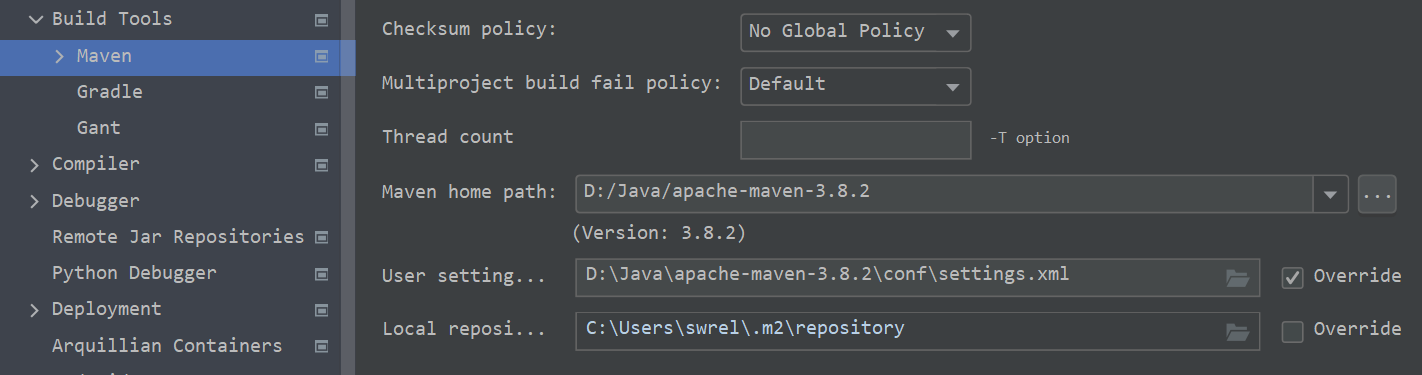 Build Tools
Maven
Gradle
Gant
Compiler
Debugger
Remote Jar Repositories
Python Debugger
Deployment
Arquillian Containers
Checksum policy: No Global Policy
Multiproject build fail policy: Default
Thread count -T option
Maven home path: D:/Java/apache-maven-3.8.2 ...
(Version: 3.8.2)
User setting... D:\Java\apache-maven-3.8.2\conf\settings.xml Override
Local reposi... C:\Users\swrel\.m2\repository Override